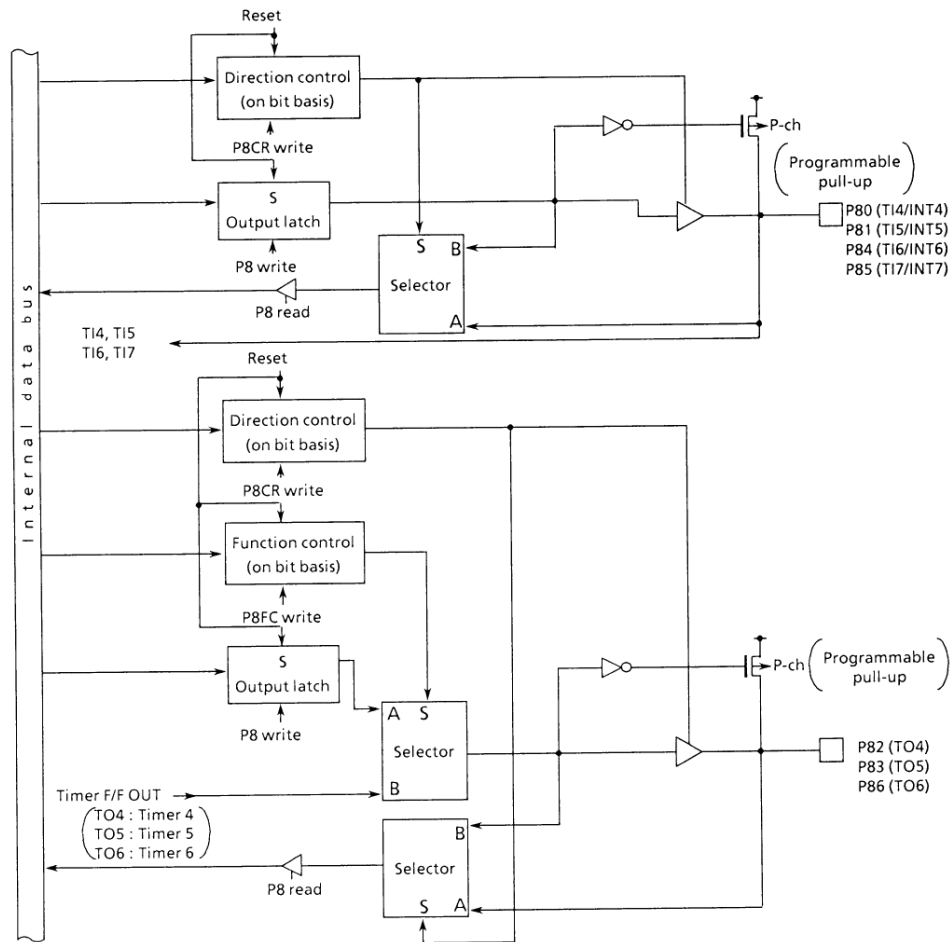 Reset
Direction control
(on bit basis)
P8CR write
S
Output latch
P8 write
P8 read
S
B
Selector
A
P-ch
(Programmable
pull-up)
P80 (TI4/INT4)
P81 (TI5/INT5)
P84 (TI6/INT6)
P85 (TI7/INT7)
TI4, TI5
TI6, TI7
Internal data bus
Reset
Direction control
(on bit basis)
P8CR write
Function control
(on bit basis)
P8FC write
S
Output latch
P8 write
A
S
Selector
B
Timer F/F OUT
(TO4 : Timer 4
TO5 : Timer 5
TO6 : Timer 6)
B
Selector
S
A
P8 read
P-ch
(Programmable
pull-up)
P82 (TO4)
P83 (TO5)
P86 (TO6)